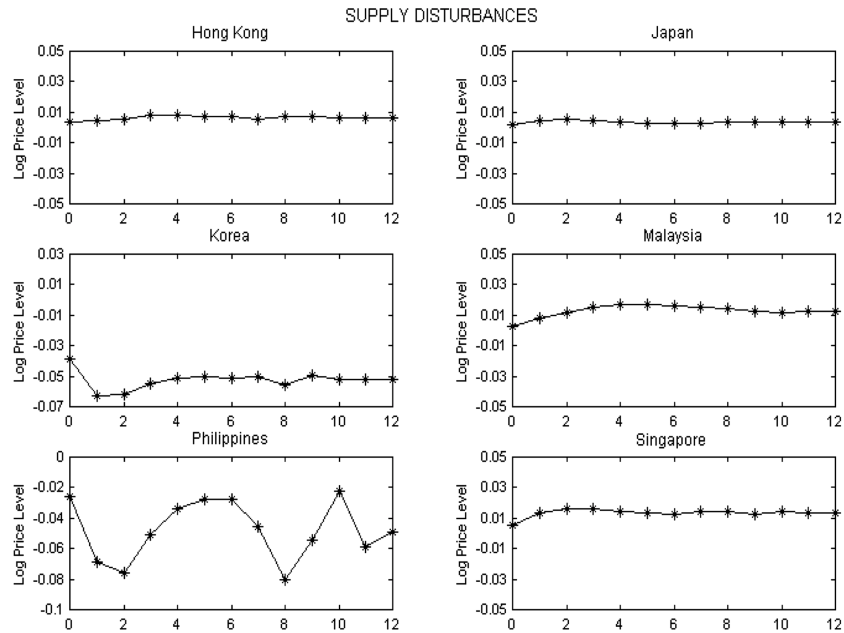 SUPPLY DISTURBANCES
Hong Kong
0.05
0.03
0.01
-0.01
-0.03
-0.05
Log Price Level
0 2 4 6 8 10 12
Japan
0.05
0.03
0.01
-0.01
-0.03
-0.05
Log Price Level
0 2 4 6 8 10 12
Korea
0.03
0.01
-0.01
-0.03
-0.05
-0.07
Log Price Level
0 2 4 6 8 10 12
Malaysia
0.05
0.03
0.01
-0.01
-0.03
-0.05
Log Price Level
0 2 4 6 8 10 12
Philippines
0
-0.02
-0.04
-0.06
-0.08
-0.1
Log Price Level
0 2 4 6 8 10 12
Singapore
0.05
0.03
0.01
-0.01
-0.03
-0.05
Log Price Level
0 2 4 6 8 10 12